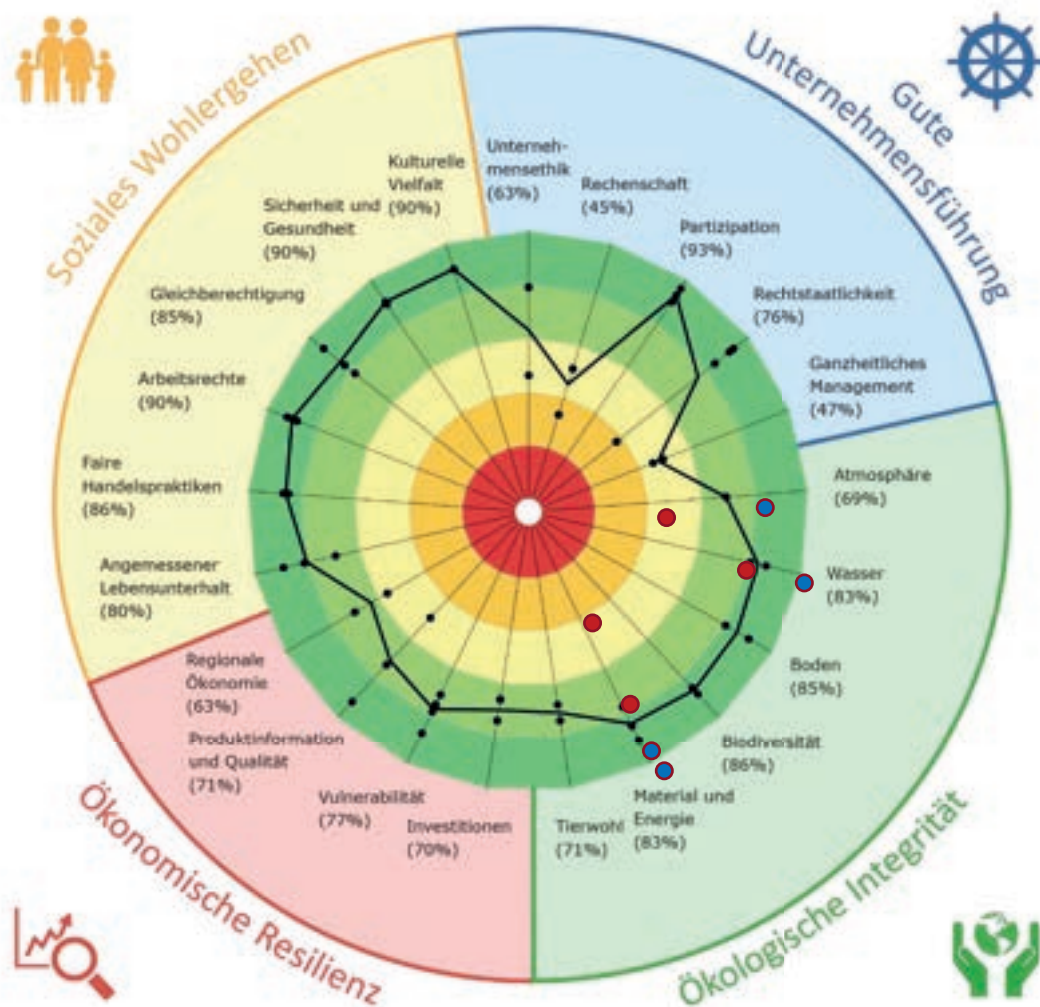 Soziales Wohlergehen
Gute
Unternehmensführung
Kulturelle
Vielfalt
(90%)
Unterneh-
mensethik
(63%)
Rechenschaft
(45%)
Partizipation
(93%)
Rechtstaatlichkeit
(76%)
Ganzheitliches
Management
(47%)
Sicherheit und
Gesundheit
(90%)
Gleichberechtigung
(85%)
Arbeitsrechte
(90%)
Faire
Handelspraktiken
(86%)
Angemessener
Lebensunterhalt
(80%)
Atmosphäre
(69%)
Wasser
(83%)
Boden
(85%)
Biodiversität
(86%)
Material und
Energie
(83%)
Tierwohl
(71%)
Regionale
Ökonomie
(63%)
Produktinformation
und Qualität
(71%)
Vulnerabilität
(77%)
Investitionen
(70%)
Ökonomische Resilienz
Ökologische Integrität